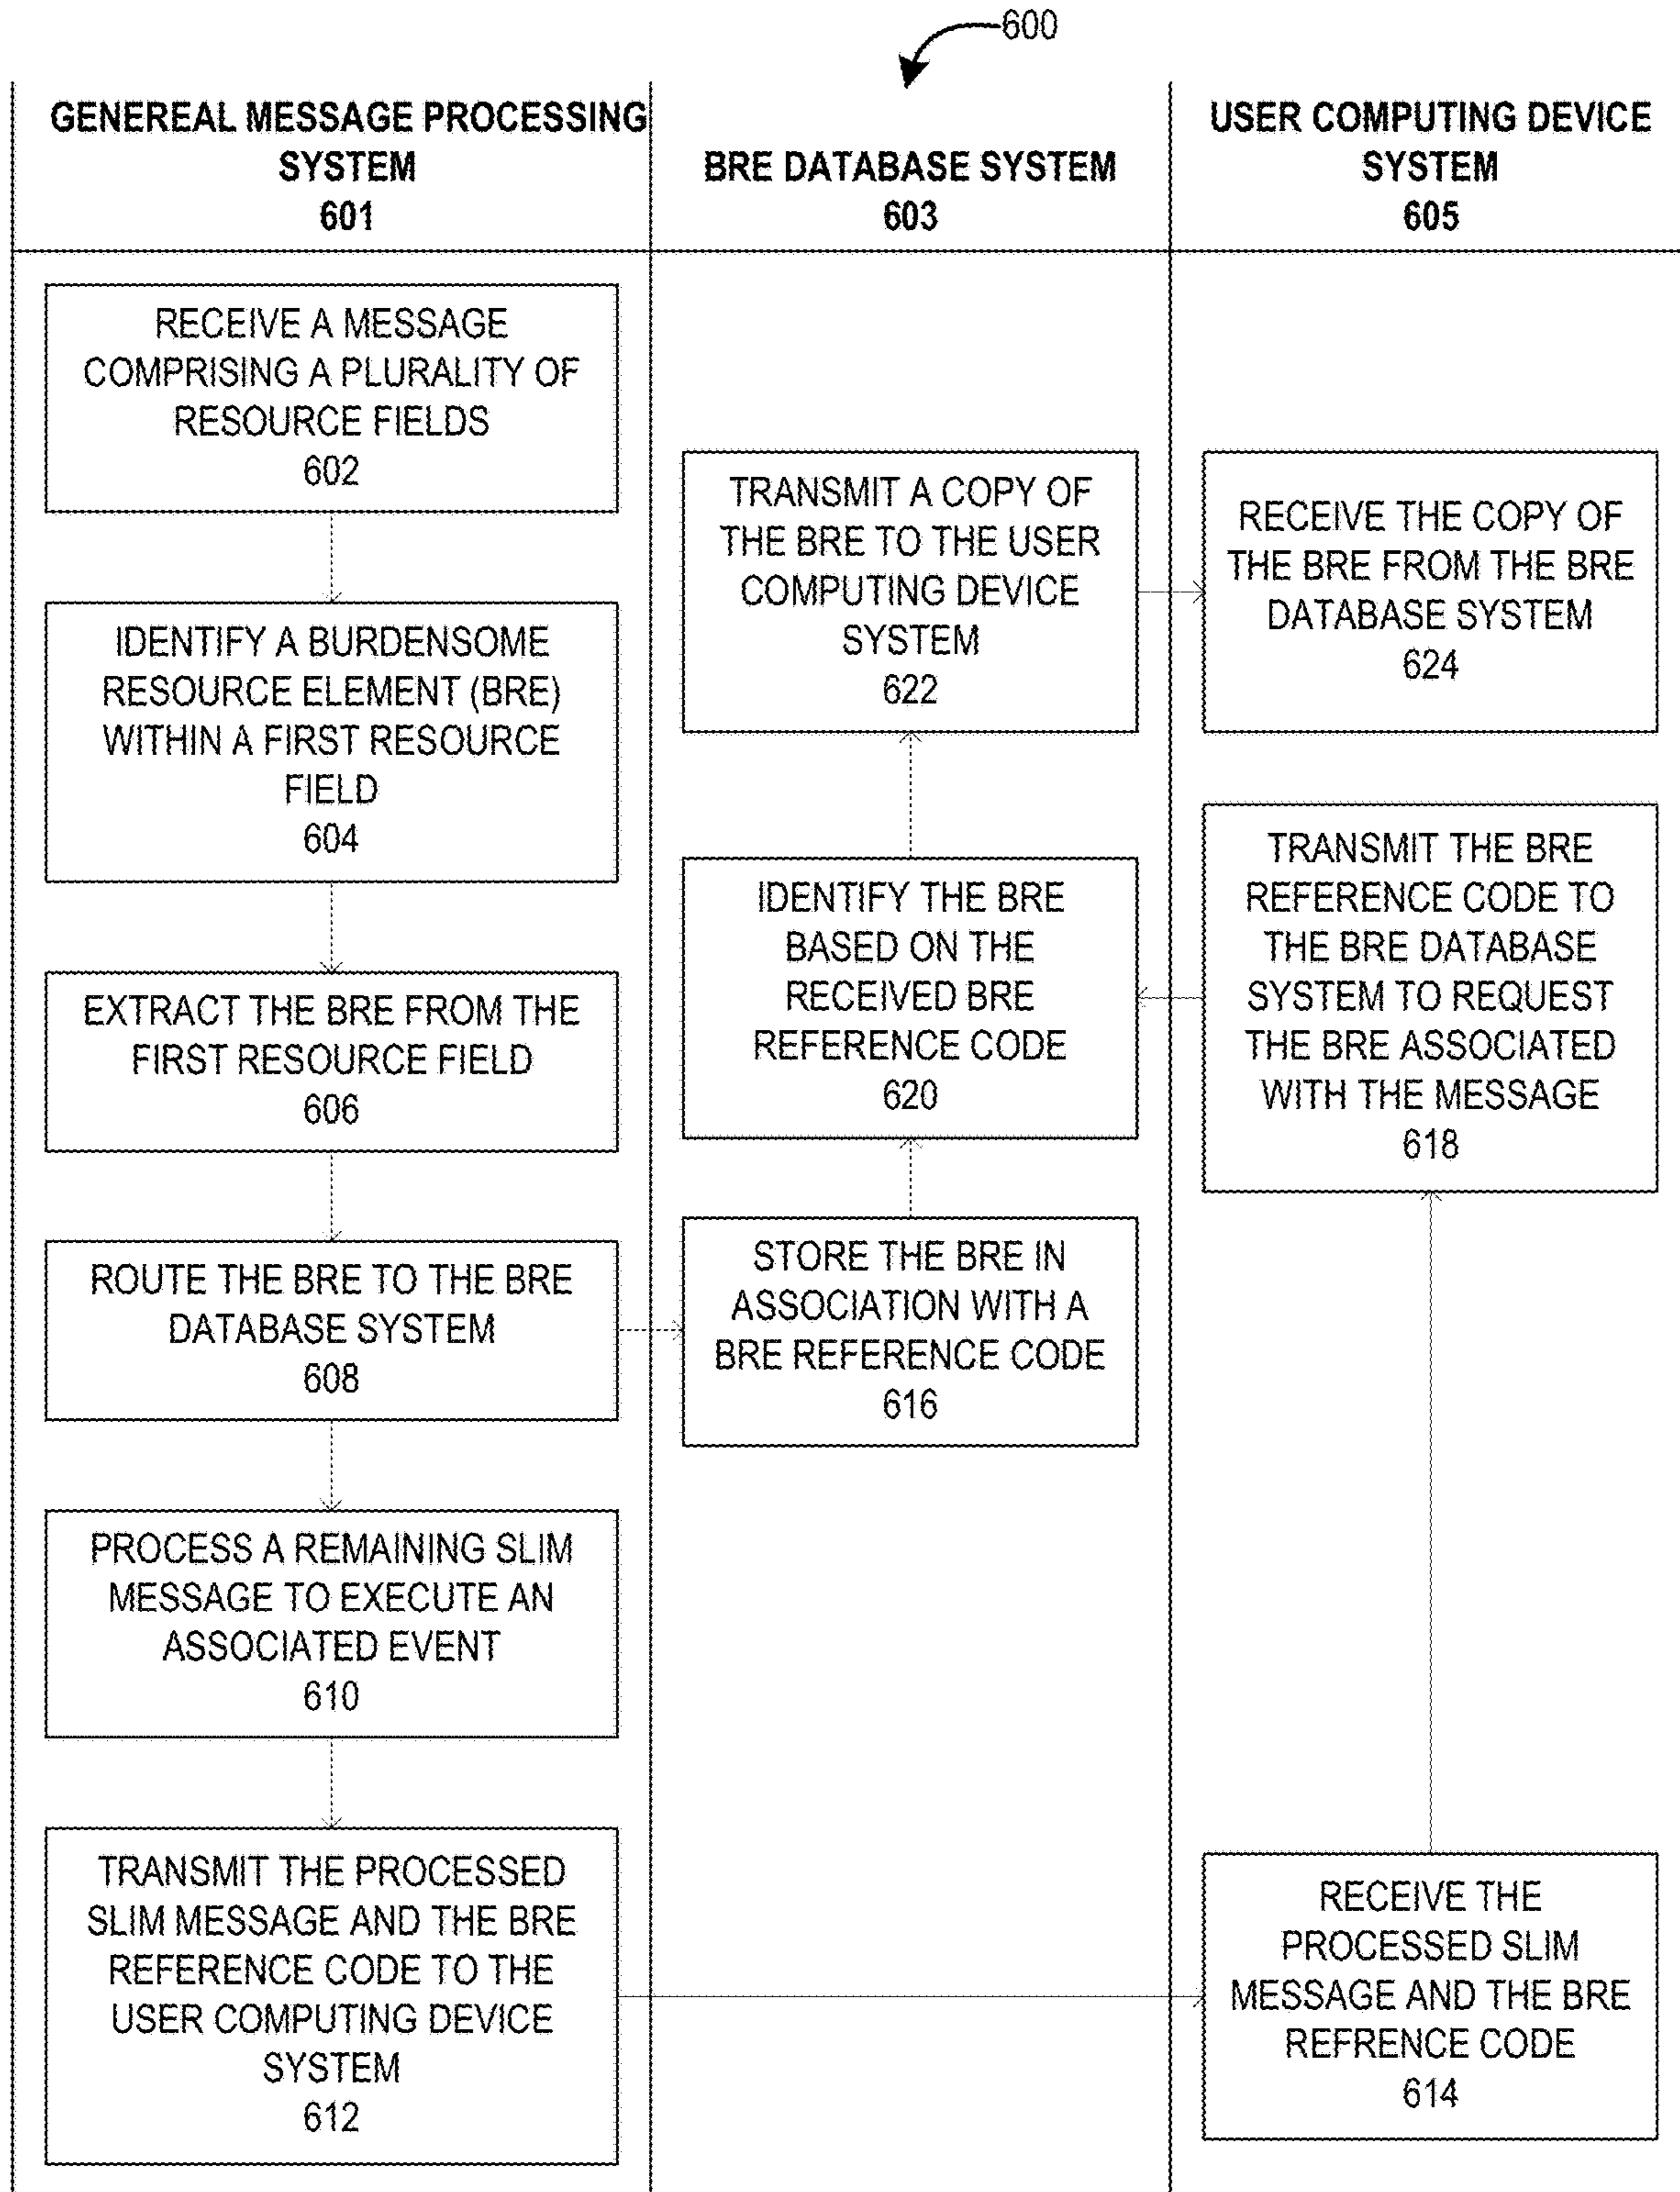 600
GENEREAL MESSAGE PROCESSING
SYSTEM
601
BRE DATABASE SYSTEM
603
USER COMPUTING DEVICE
SYSTEM
605
RECEIVE A MESSAGE
COMPRISING A PLURALITY OF
RESOURCE FIELDS
602
IDENTIFY A BURDENSOME
RESOURCE ELEMENT (BRE)
WITHIN A FIRST RESOURCE
FIELD
604
EXTRACT THE BRE FROM THE
FIRST RESOURCE FIELD
606
ROUTE THE BRE TO THE BRE
DATABASE SYSTEM
608
PROCESS A REMAINING SLIM
MESSAGE TO EXECUTE AN
ASSOCIATED EVENT
610
TRANSMIT THE PROCESSED
SLIM MESSAGE AND THE BRE
REFERENCE CODE TO THE
USER COMPUTING DEVICE
SYSTEM
612
TRANSMIT A COPY OF
THE BRE TO THE USER
COMPUTING DEVICE
SYSTEM
622
IDENTIFY THE BRE
BASED ON THE
RECEIVED BRE
REFERENCE CODE
620
STORE THE BRE IN
ASSOCIATION WITH A
BRE REFERENCE CODE
616
RECEIVE THE COPY OF
THE BRE FROM THE BRE
DATABASE SYSTEM
624
TRANSMIT THE BRE
REFERENCE CODE TO
THE BRE DATABASE
SYSTEM TO REQUEST
THE BRE ASSOCIATED
WITH THE MESSAGE
618
RECEIVE THE
PROCESSED SLIM
MESSAGE AND THE BRE
REFRENCE CODE
614